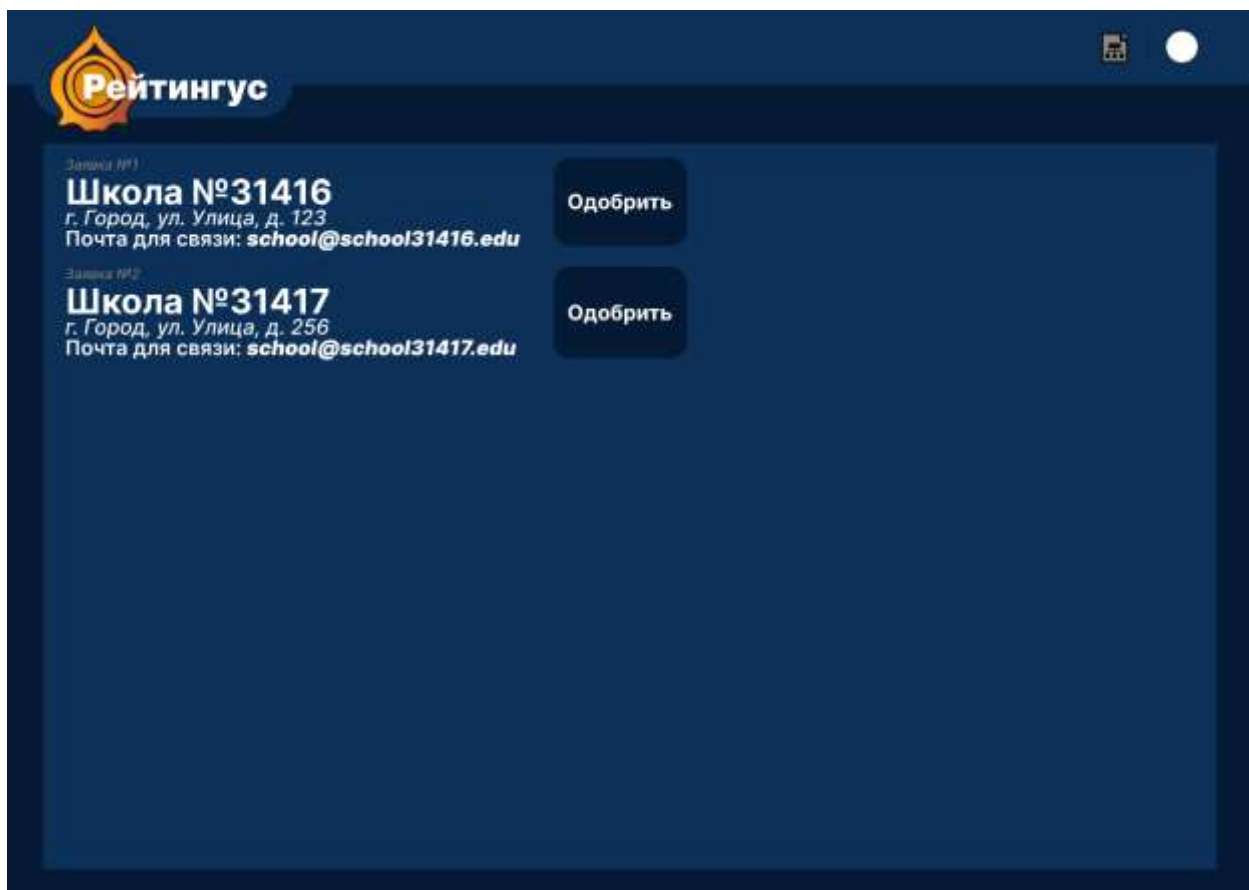 Рейтингус
Заявка №1
Школа №31416
г. Город, ул. Улица, д. 123
Почта для связи: school@school31416.edu
Одобрить
Заявка №2
Школа №31417
г. Город, ул. Улица, д. 256
Почта для связи: school@school31417.edu
Одобрить